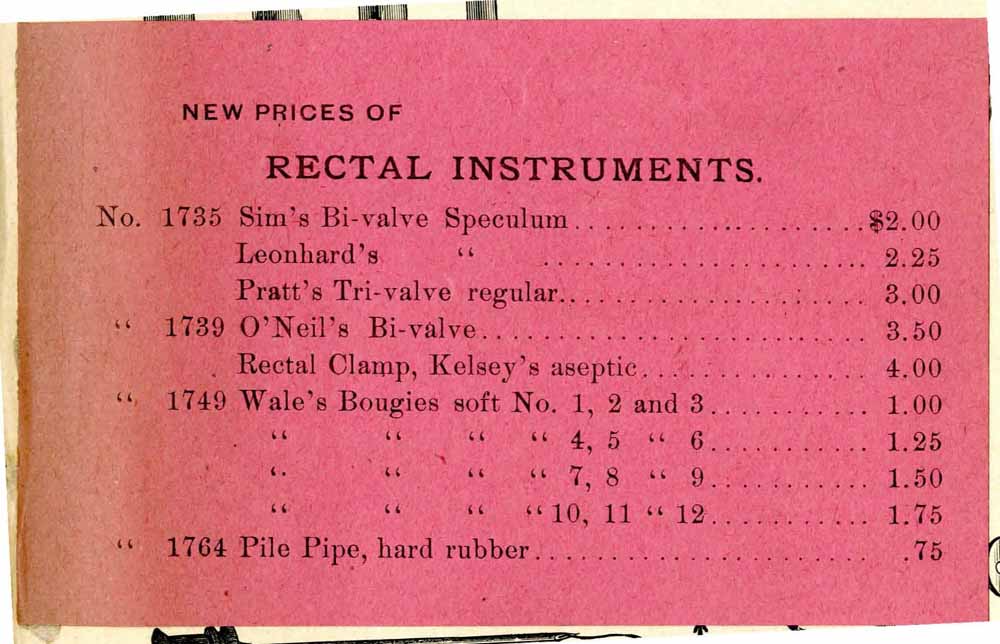 NEW PRICES OF
RECTAL INSTRUMENTS.
No. 1735 Sim's Bi-valve Speculum ........................ $2.00
Leonhard's " ........................ 2.25
Pratt's Tri-valve regular ........................ 3.00
" 1739 O'Neil's Bi-valve ........................ 3.50
Rectal Clamp, Kelsey's aseptic ................ 4.00
" 1749 Wale's Bougies soft No. 1, 2 and 3 ............ 1.00
" " " " 4, 5 " 6 ............ 1.25
" " " " 7, 8 " 9 ............ 1.50
" " " " 10, 11 " 12 ............ 1.75
" 1764 Pile Pipe, hard rubber ........................ .75